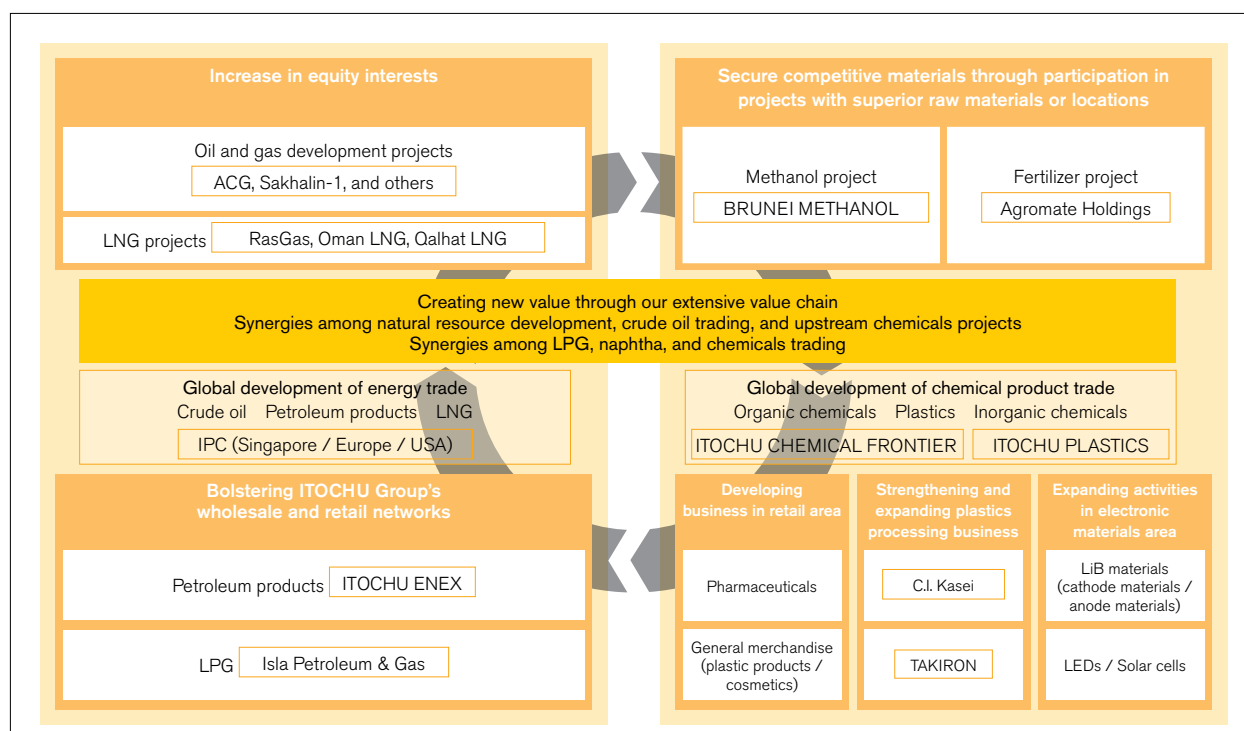 Increase in equity interests
Oil and gas development projects
ACG, Sakhalin-1, and others
LNG projects RasGas, Oman LNG, Qalhat LNG
Secure competitive materials through participation in
projects with superior raw materials or locations
Methanol project
BRUNEI METHANOL
Fertilizer project
Agromate Holdings
Creating new value through our extensive value chain
Synergies among natural resource development, crude oil trading, and upstream chemicals projects
Synergies among LPG, naphtha, and chemicals trading
Global development of energy trade
Crude oil Petroleum products LNG
IPC (Singapore / Europe / USA)
Global development of chemical product trade
Organic chemicals Plastics Inorganic chemicals
ITOCHU CHEMICAL FRONTIER ITOCHU PLASTICS
Bolstering ITOCHU Group's
wholesale and retail networks
Petroleum products ITOCHU ENEX
LPG Isla Petroleum & Gas
Developing
business in retail area
Pharmaceuticals
General merchandise
(plastic products /
cosmetics)
Strengthening and
expanding plastics
processing business
C.I. Kasei
TAKIRON
Expanding activities
in electronic
materials area
LiB materials
(cathode materials /
anode materials)
LEDs / Solar cells